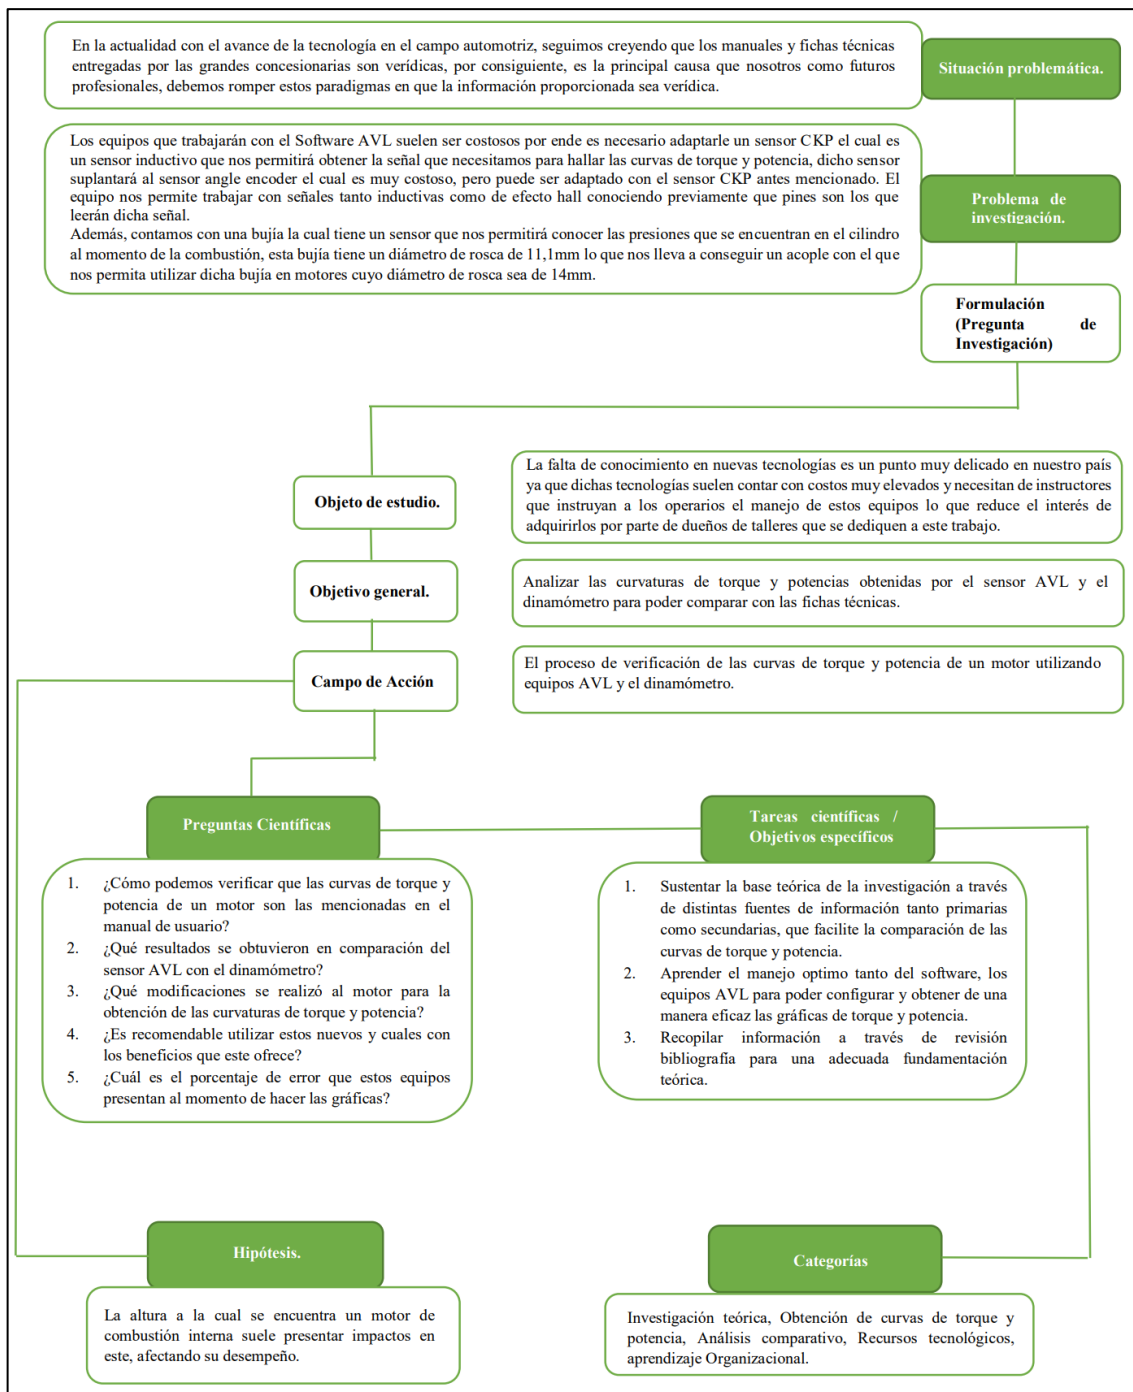 En la actualidad con el avance de la tecnología en el campo automotriz, seguimos creyendo que los manuales y fichas técnicas
entregadas por las grandes concesionarias son verídicas, por consiguiente, es la principal causa que nosotros como futuros
profesionales, debemos romper estos paradigmas en que la información proporcionada sea verídica.
Situación problemática.
Los equipos que trabajarán con el Software AVL suelen ser costosos por ende es necesario adaptarle un sensor CKP el cual es
un sensor inductivo que nos permitirá obtener la señal que necesitamos para hallar las curvas de torque y potencia, dicho sensor
suplantará al sensor angle encoder el cual es muy costoso, pero puede ser adaptado con el sensor CKP antes mencionado. El
equipo nos permite trabajar con señales tanto inductivas como de efecto hall conociendo previamente que pines son los que
leerán dicha señal.
Además, contamos con una bujía la cual tiene un sensor que nos permitirá conocer las presiones que se encuentran en el cilindro
al momento de la combustión, esta bujía tiene un diámetro de rosca de 11,1mm lo que nos lleva a conseguir un acople con el que
nos permita utilizar dicha bujía en motores cuyo diámetro de rosca sea de 14mm.
Problema de
investigación.
Formulación
(Pregunta de
Investigación)
Objeto de estudio.
La falta de conocimiento en nuevas tecnologías es un punto muy delicado en nuestro país
ya que dichas tecnologías suelen contar con costos muy elevados y necesitan de instructores
que instruyan a los operarios el manejo de estos equipos lo que reduce el interés de
adquirirlos por parte de dueños de talleres que se dediquen a este trabajo.
Objetivo general.
Analizar las curvaturas de torque y potencias obtenidas por el sensor AVL y el
dinamómetro para poder comparar con las fichas técnicas.
Campo de Acción
El proceso de verificación de las curvas de torque y potencia de un motor utilizando
equipos AVL y el dinamómetro.
Preguntas Científicas
1. ¿Cómo podemos verificar que las curvas de torque y
potencia de un motor son las mencionadas en el
manual de usuario?
2. ¿Qué resultados se obtuvieron en comparación del
sensor AVL con el dinamómetro?
3. ¿Qué modificaciones se realizó al motor para la
obtención de las curvaturas de torque y potencia?
4. ¿Es recomendable utilizar estos nuevos y cuales con
los beneficios que este ofrece?
5. ¿Cuál es el porcentaje de error que estos equipos
presentan al momento de hacer las gráficas?
Tareas científicas /
Objetivos específicos
1. Sustentar la base teórica de la investigación a través
de distintas fuentes de información tanto primarias
como secundarias, que facilite la comparación de las
curvas de torque y potencia.
2. Aprender el manejo optimo tanto del software, los
equipos AVL para poder configurar y obtener de una
manera eficaz las gráficas de torque y potencia.
3. Recopilar información a través de revisión
bibliografía para una adecuada fundamentación
teórica.
Hipótesis.
La altura a la cual se encuentra un motor de
combustión interna suele presentar impactos en
este, afectando su desempeño.
Categorías
Investigación teórica, Obtención de curvas de torque y
potencia, Análisis comparativo, Recursos tecnológicos,
aprendizaje Organizacional.